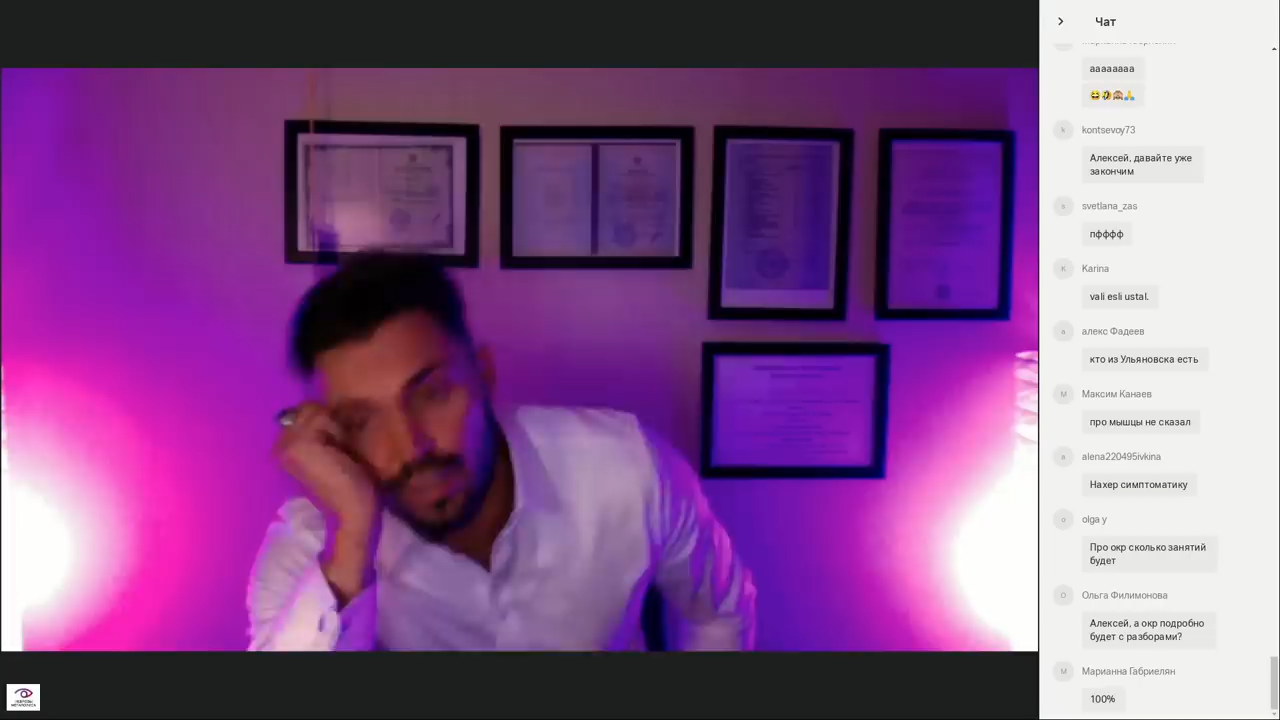 Чат
аааааааа
😆🤣🙈🙏
kontsevoy73
Алексей, давайте уже
закончим
svetlana_zas
пфффф
Karina
vali esli ustal.
алекс Фадеев
кто из Ульяновска есть
Максим Канаев
про мышцы не сказал
alena220495ivkina
Нахер симптоматику
olga y
Про окр сколько занятий
будет
Ольга Филимонова
Алексей, а окр подробно
будет с разборами?
Марианна Габриелян
100%